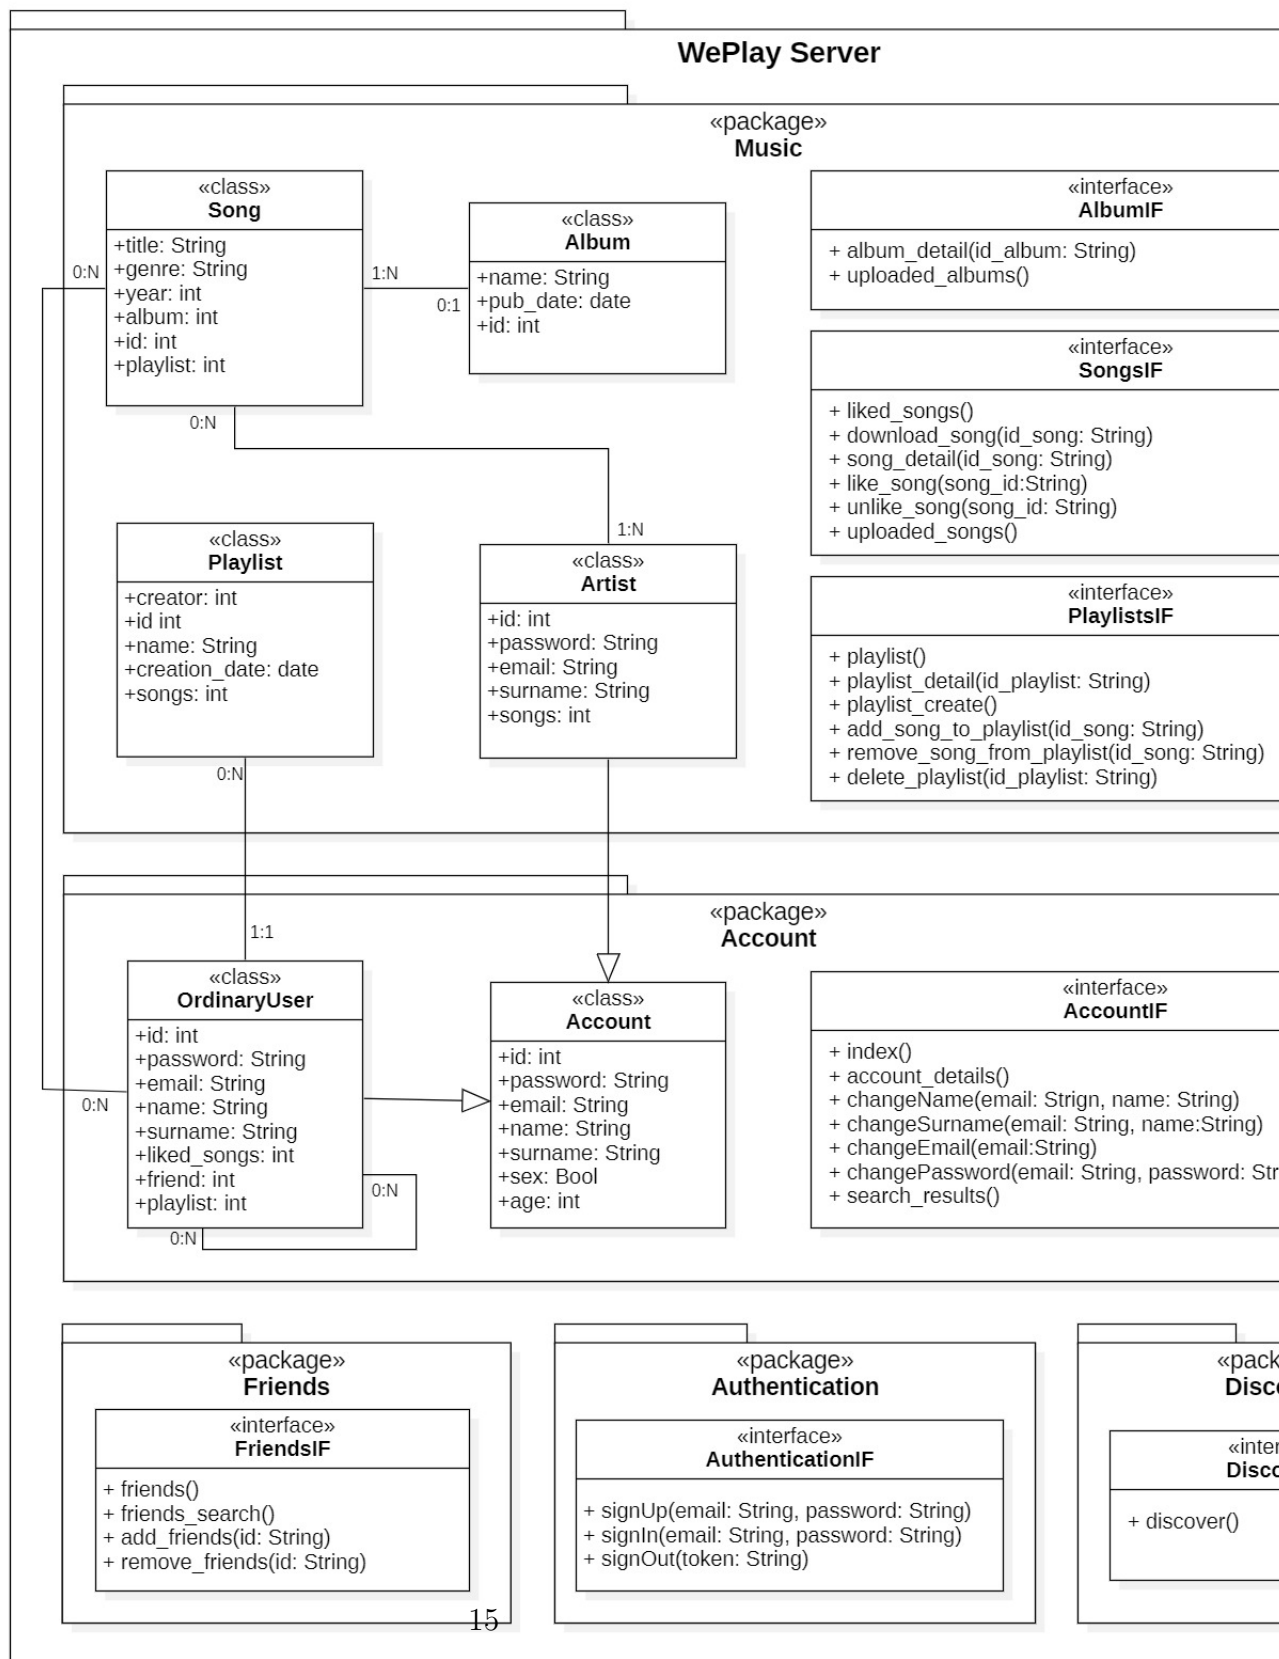 WePlay Server
«package»
Music
«class»
Song
+title: String
+genre: String
+year: int
+album: int
+id: int
+playlist: int
0:N
1:N
0:1
0:N
«class»
Album
+name: String
+pub_date: date
+id: int
«interface»
AlbumIF
+ album_detail(id_album: String)
+ uploaded_albums()
«interface»
SongsIF
+ liked_songs()
+ download_song(id_song: String)
+ song_detail(id_song: String)
+ like_song(song_id:String)
+ unlike_song(song_id: String)
+ uploaded_songs()
«class»
Playlist
+creator: int
+id int
+name: String
+creation_date: date
+songs: int
0:N
1:N
«class»
Artist
+id: int
+password: String
+email: String
+surname: String
+songs: int
«interface»
PlaylistsIF
+ playlist()
+ playlist_detail(id_playlist: String)
+ playlist_create()
+ add_song_to_playlist(id_song: String)
+ remove_song_from_playlist(id_song: String)
+ delete_playlist(id_playlist: String)
«package»
Account
1:1
«class»
OrdinaryUser
+id: int
+password: String
+email: String
+name: String
+surname: String
+liked_songs: int
+friend: int
+playlist: int
0:N
0:N
0:N
«class»
Account
+id: int
+password: String
+email: String
+name: String
+surname: String
+sex: Bool
+age: int
«interface»
AccountIF
+ index()
+ account_details()
+ changeName(email: Strign, name: String)
+ changeSurname(email: String, name:String)
+ changeEmail(email:String)
+ changePassword(email: String, password: Str
+ search_results()
«package»
Friends
«interface»
FriendsIF
+ friends()
+ friends_search()
+ add_friends(id: String)
+ remove_friends(id: String)
«package»
Authentication
«interface»
AuthenticationIF
+ signUp(email: String, password: String)
+ signIn(email: String, password: String)
+ signOut(token: String)
«pack
Disco
«inter
Disco
+ discover()
15